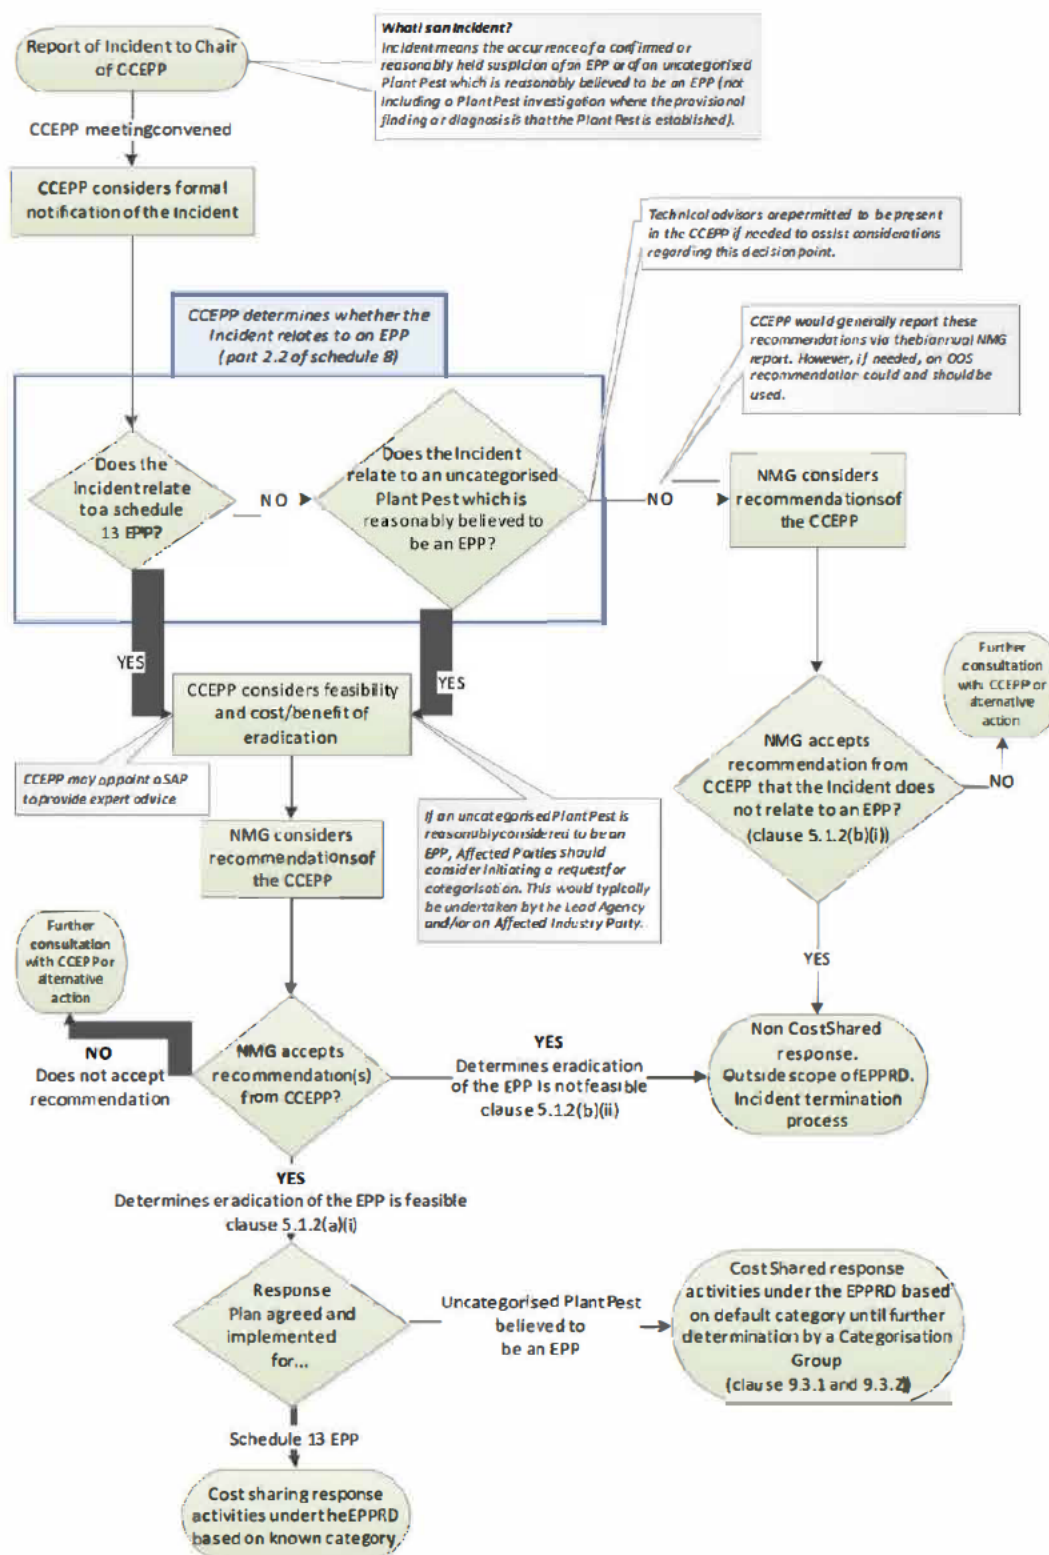 Report of Incident to Chair
of CCEPP
What is an Incident?
Incident means the occurrence of a confirmed or
reasonably held suspicion of an EPP or of an uncategorised
Plant Pest which is reasonably believed to be an EPP (not
including a Plant Pest investigation where the provisional
finding or diagnosis is that the Plant Pest is established).
CCEPP meeting convened
CCEPP considers formal
notification of the Incident
Technical advisors are permitted to be present
in the CCEPP if needed to assist considerations
regarding this decision point.
CCEPP determines whether the
Incident relates to an EPP
(part 2.2 of schedule 8)
CCEPP would generally report these
recommendations via the biannual NMG
report. However, if needed, an OOS
recommendation could and should be
used.
Does the
Incident relate
to a schedule
13 EPP?
NO
Does the Incident
relate to an uncategorised
Plant Pest which is
reasonably believed to
be an EPP?
NO
NMG considers
recommendations of
the CCEPP
YES
YES
CCEPP considers feasibility
and cost/benefit of
eradication
Further
consultation
with CCEPP or
alternative
action
NMG accepts
recommendation from
CCEPP that the Incident does
not relate to an EPP?
(clause 5.1.2(b)(i))
NO
CCEPP may appoint a SAP
to provide expert advice
If an uncategorised Plant Pest is
reasonably considered to be an
EPP, Affected Parties should
consider initiating a request for
categorisation. This would typically
be undertaken by the Lead Agency
and/or an Affected Industry Party.
NMG considers
recommendations of
the CCEPP
YES
Further
consultation
with CCEPP or
alternative
action
NO
Does not accept
recommendation
NMG accepts
recommendation(s)
from CCEPP?
YES
Determines eradication
of the EPP is not feasible
clause 5.1.2(b)(ii)
Non Cost Shared
response.
Outside scope of EPPRD.
Incident termination
process
YES
Determines eradication of the EPP is feasible
clause 5.1.2(a)(i)
Response
Plan agreed and
implemented
for...
Uncategorised Plant Pest
believed to
be an EPP
Cost Shared response
activities under the EPPRD based
on default category until further
determination by a Categorisation
Group
(clause 9.3.1 and 9.3.2)
Schedule 13 EPP
Cost sharing response
activities under the EPPRD
based on known category